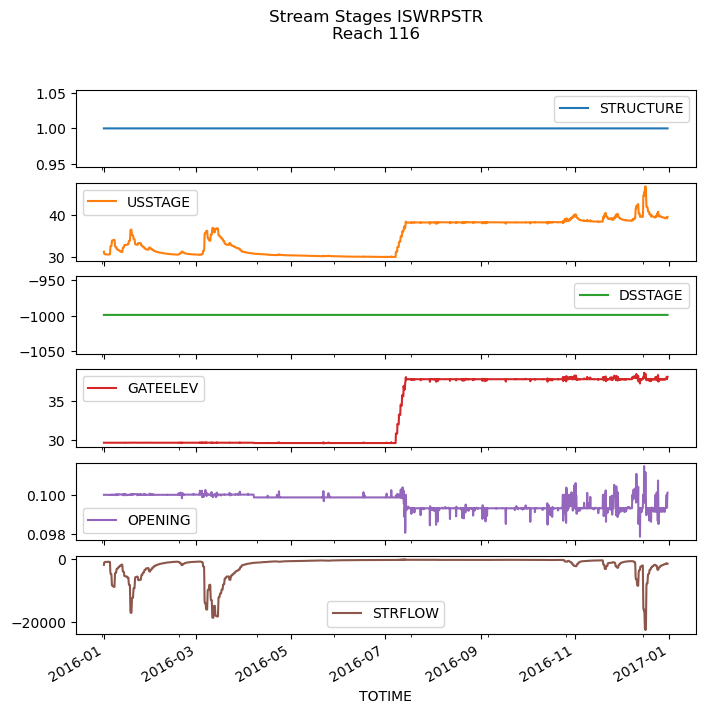 Stream Stages ISWRPSTR
Reach 116
1.05
1.00
0.95
STRUCTURE
40
30
USSTAGE
−950
−1000
−1050
DSSTAGE
35
30
GATEELEV
0.100
0.098
OPENING
0
−20000
STRFLOW
2016-01
2016-03
2016-05
2016-07
2016-09
2016-11
2017-01
TOTIME